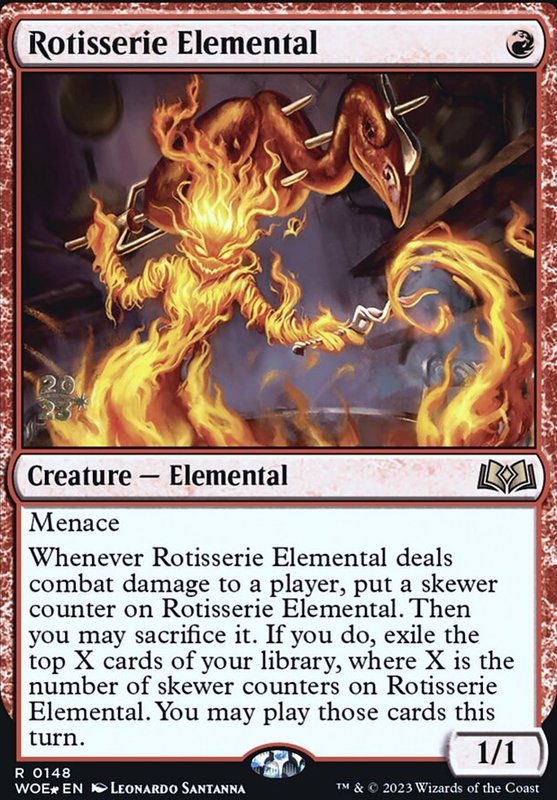 Rotisserie Elemental
20
23
Creature — Elemental
Menace
Whenever Rotisserie Elemental deals
combat damage to a player, put a skewer
counter on Rotisserie Elemental. Then
you may sacrifice it. If you do, exile the
top X cards of your library, where X is the
number of skewer counters on Rotisserie
Elemental. You may play those cards this
turn.
1/1
R 0148
WOE★EN LEONARDO SANTANNA
™ & © 2023 Wizards of the Coast